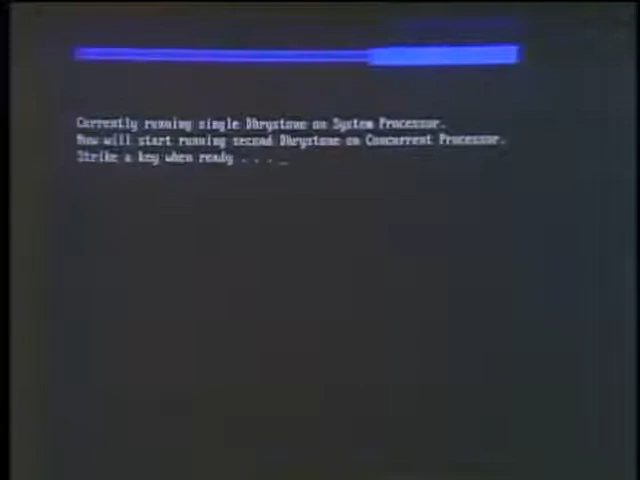 Currently running single Dhrystone on System Processor.
Now will start running second Dhrystone on Concurrent Processor.
Strike a key when ready . . . _